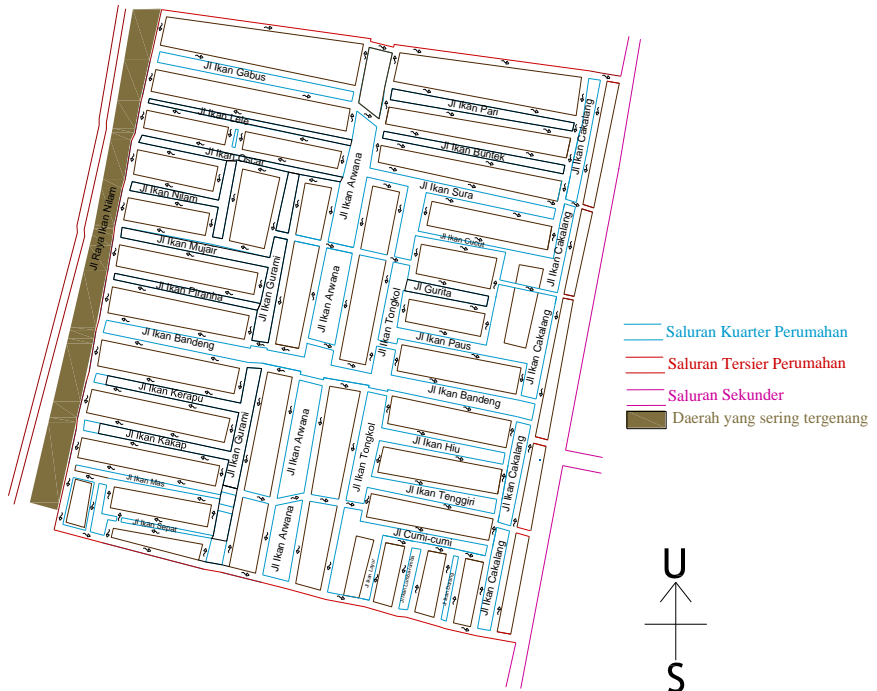 Jl Ikan Gabus
Jl Ikan Pari
Jl Ikan Cakalang
Jl Ikan Lele
Jl Ikan Buntek
Jl Ikan Oscar
Jl Ikan Arwana
Jl Ikan Sura
Jl Ikan Nilam
Jl Raya Ikan Nilam
Jl Ikan Cucut
Jl Ikan Cakalang
Jl Ikan Mujair
Jl Ikan Gurami
Jl Ikan Arwana
Jl Ikan Tongkol
Jl Gurita
Jl Ikan Piranha
Jl Ikan Paus
Jl Ikan Cakalang
Jl Ikan Bandeng
Jl Ikan Bandeng
Jl Ikan Kerapu
Jl Ikan Gurami
Jl Ikan Arwana
Jl Ikan Tongkol
Jl Ikan Hiu
Jl Ikan Cakalang
Jl Ikan Kakap
Jl Ikan Mas
Jl Ikan Tenggiri
Jl Ikan Sepat
Jl Ikan Arwana
Jl Cumi-cumi
Jl Ikan Cakalang
Saluran Kuarter Perumahan
Saluran Tersier Perumahan
Saluran Sekunder
Daerah yang sering tergenang
U
S